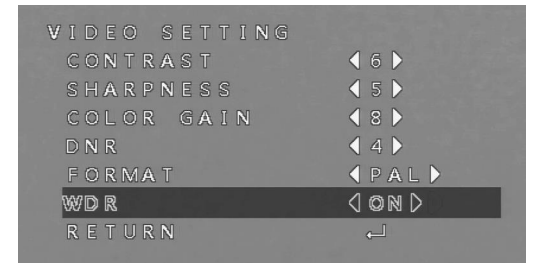 VIDEO SETTING
CONTRAST 6
SHARPNESS 5
COLOR GAIN 8
DNR 4
FORMAT PAL
WDR ON
RETURN